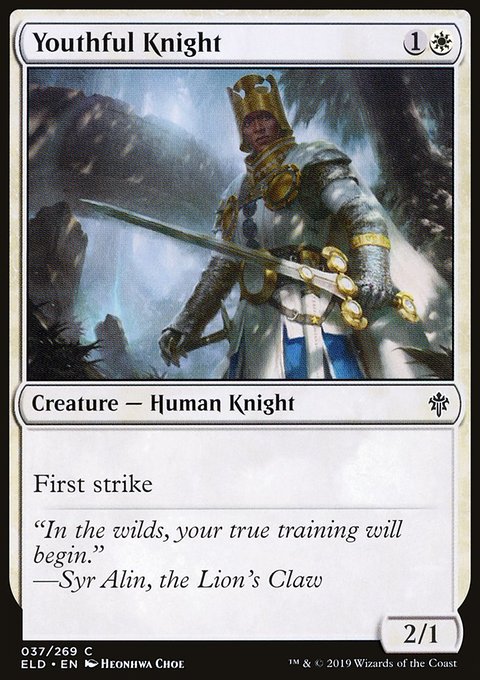 Youthful Knight 1
Creature — Human Knight
First strike
“In the wilds, your true training will
begin.”
—Syr Alin, the Lion’s Claw
2/1
037/269 C
ELD • EN Heonhwa Choe
™ & © 2019 Wizards of the Coast